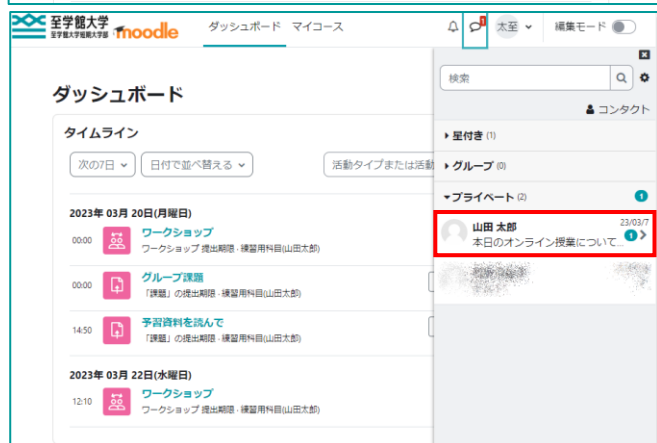 至学館大学
至学館大学短期大学部
moodle
ダッシュボード マイコース
1
太至
編集モード
ダッシュボード
検索
コンタクト
タイムライン
星付き (1)
次の7日
日付で並べ替える
活動タイプまたは活動
グループ (0)
プライベート (2)
1
2023年 03月 20日(月曜日)
00:00
ワークショップ
ワークショップ 提出期限 · 練習用科目(山田太郎)
山田 太郎
23/03/7
本日のオンライン授業について...
1
00:00
グループ課題
「課題」の提出期限 · 練習用科目(山田太郎)
14:50
予習資料を読んで
「課題」の提出期限 · 練習用科目(山田太郎)
2023年 03月 22日(水曜日)
12:10
ワークショップ
ワークショップ 提出期限 · 練習用科目(山田太郎)